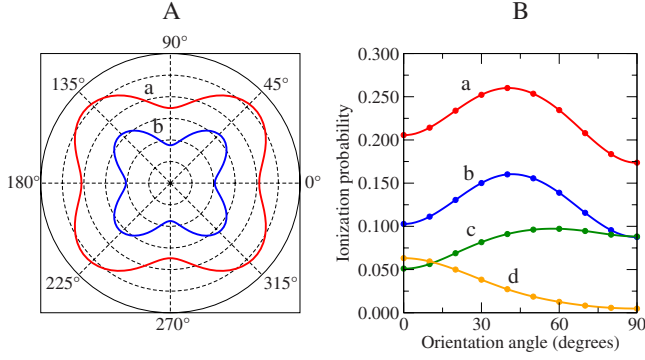 A
90°
135°
45°
a
b
180°
0°
225°
315°
270°
B
Ionization probability
0.300
0.250
0.200
0.150
0.100
0.050
0.000
a
b
c
d
0
30
60
90
Orientation angle (degrees)